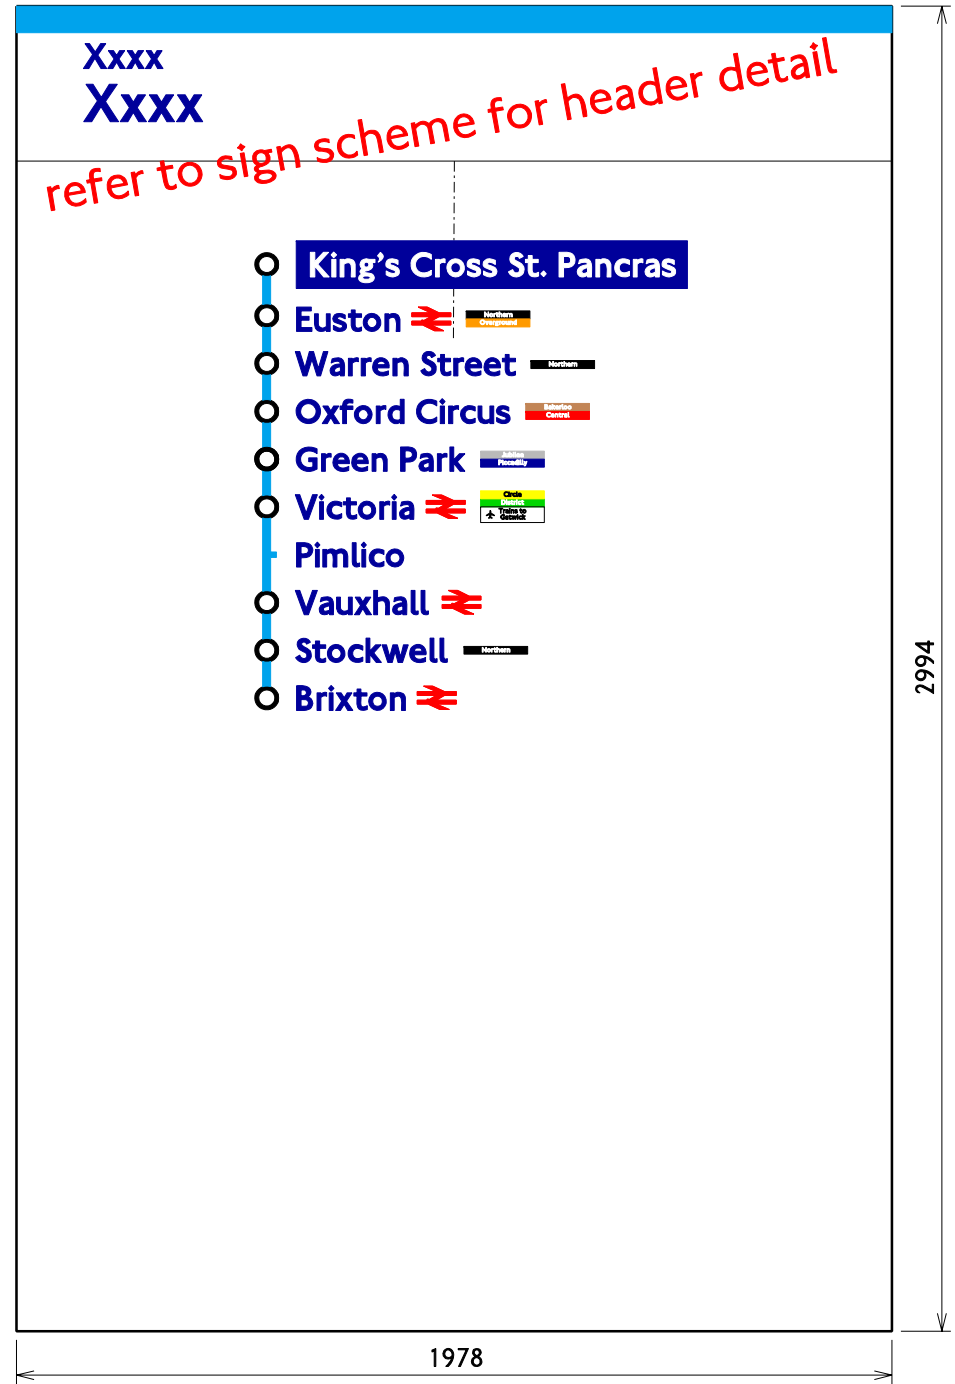 Xxxx
Xxxx
refer to sign scheme for header detail
King’s Cross St. Pancras
Euston
Northern
Overground
Warren Street
Northern
Oxford Circus
Bakerloo
Central
Green Park
Jubilee
Piccadilly
Victoria
Circle
District
Trains to
Gatwick
Pimlico
Vauxhall
Stockwell
Northern
Brixton
2994
1978